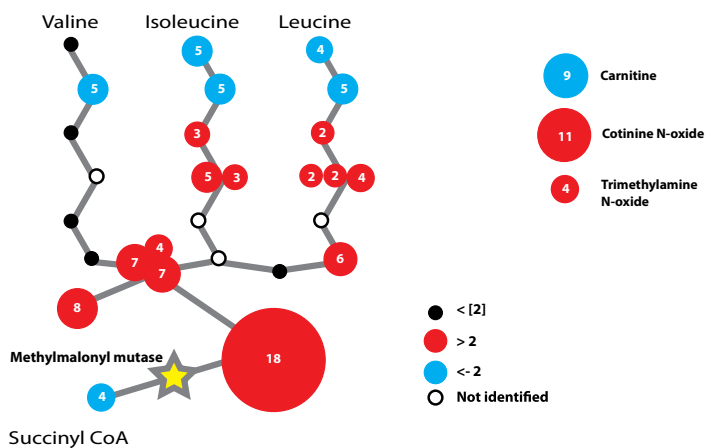 Valine Isoleucine Leucine
5 4
5 5 5
9 Carnitine
3 2
11 Cotinine N-oxide
5 3 2 2 4
4 Trimethylamine
N-oxide
4
7 7 6
8
< [2]
> 2
18
Methylmalonyl mutase
<- 2
4
Not identified
Succinyl CoA